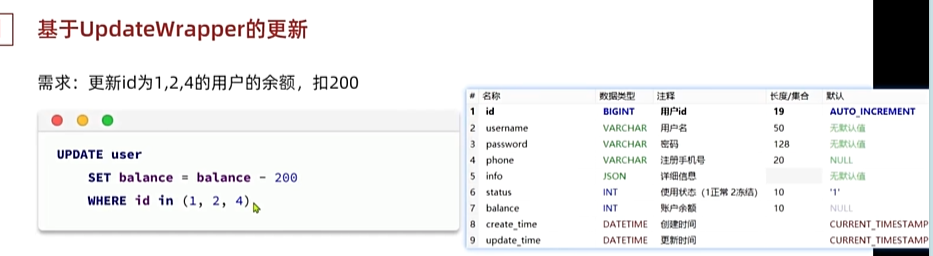 基于UpdateWrapper的更新
需求：更新id为1,2,4的用户的余额，扣200
UPDATE user
SET balance = balance - 200
WHERE id in (1, 2, 4)
# 名称 数据类型 注释 长度/集合 默认
1 id BIGINT 用户id 19 AUTO_INCREMENT
2 username VARCHAR 用户名 50 无默认值
3 password VARCHAR 密码 128 无默认值
4 phone VARCHAR 注册手机号 20 NULL
5 info JSON 详细信息 无默认值
6 status INT 使用状态（1正常 2冻结） 10 '1'
7 balance INT 账户余额 10 NULL
8 create_time DATETIME 创建时间 CURRENT_TIMESTAMP
9 update_time DATETIME 更新时间 CURRENT_TIMESTAMP